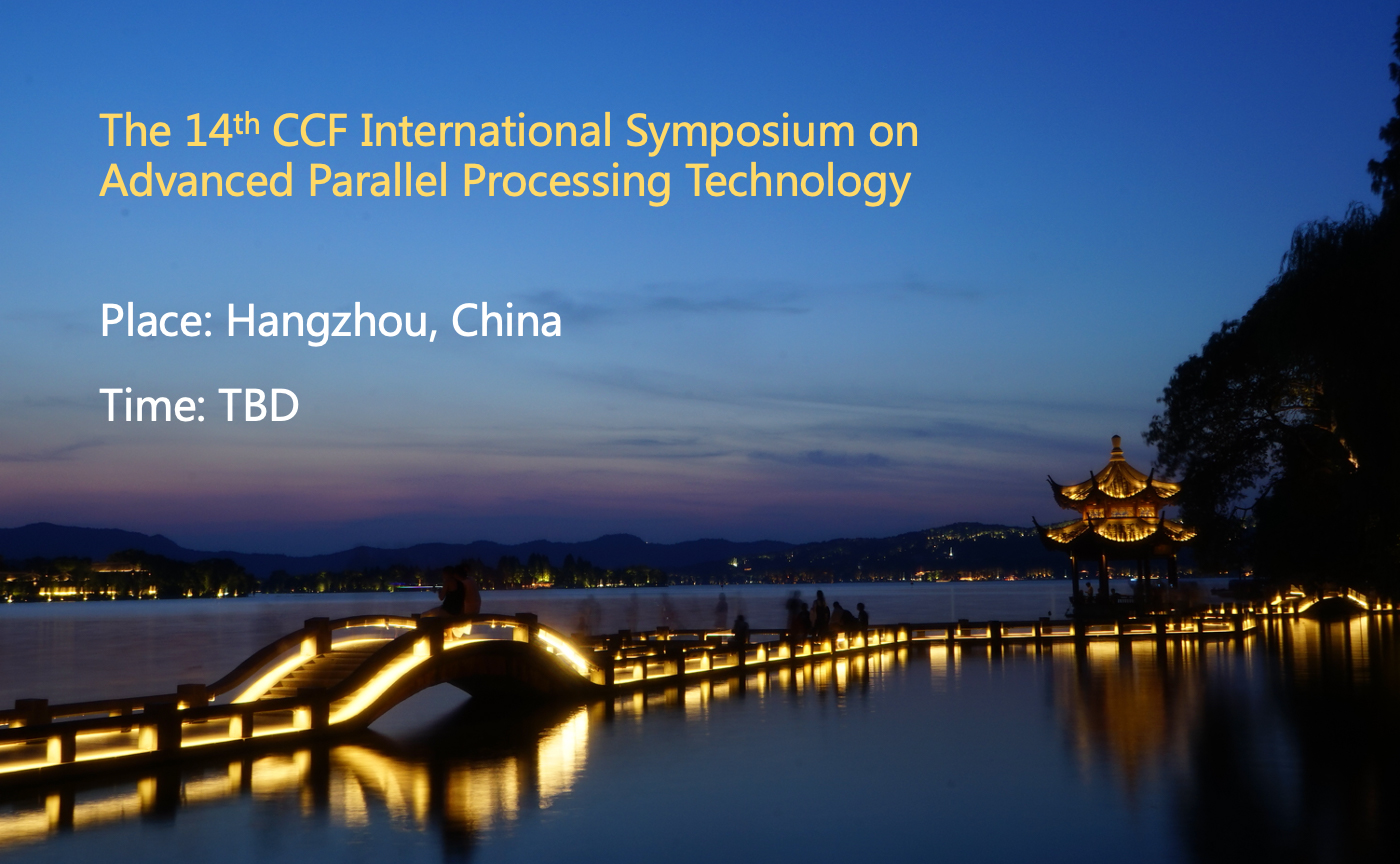 The 14th CCF International Symposium on
Advanced Parallel Processing Technology
Place: Hangzhou, China
Time: TBD